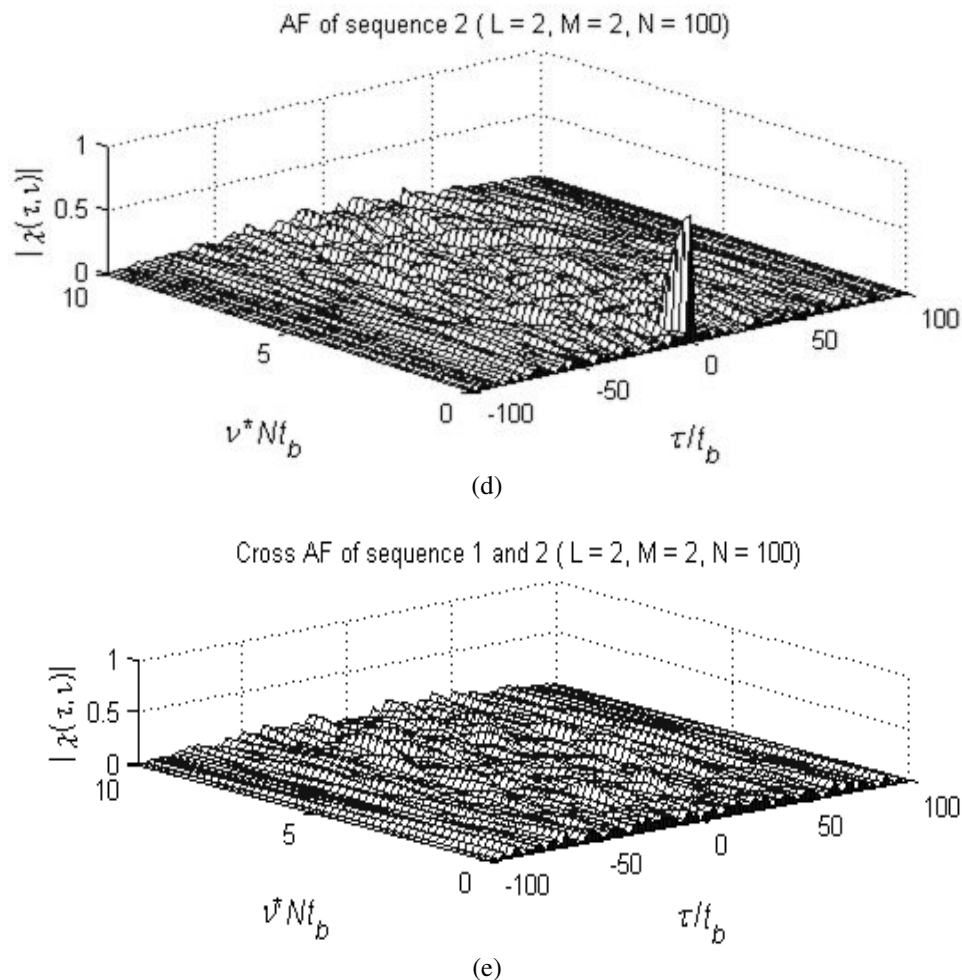 AF of sequence 2 ( L = 2, M = 2, N = 100)
1
0.5
0
| χ(τ,ν)|
10
5
0
-100
-50
0
50
100
ν*Nt_b
τ/t_b
(d)
Cross AF of sequence 1 and 2 ( L = 2, M = 2, N = 100)
1
0.5
0
| χ(τ,ν)|
10
5
0
-100
-50
0
50
100
ν*Nt_b
τ/t_b
(e)